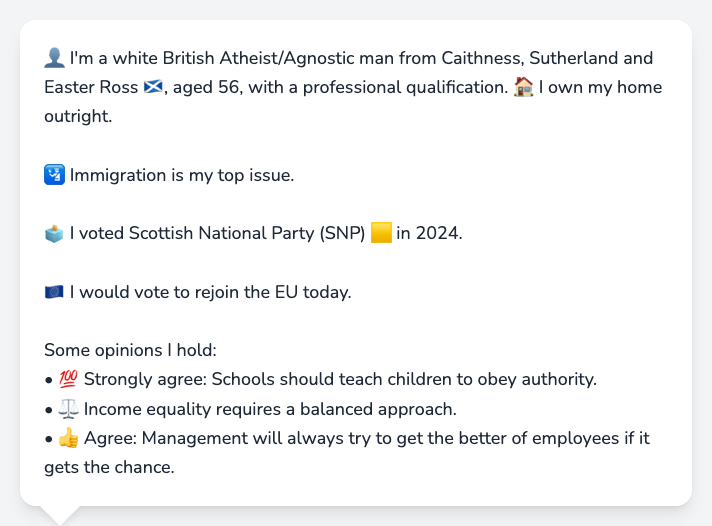 👤 I'm a white British Atheist/Agnostic man from Caithness, Sutherland and
Easter Ross 🏴󠁧󠁢󠁳󠁣󠁴󠁿, aged 56, with a professional qualification. 🏠 I own my home
outright.
🛂 Immigration is my top issue.
🗳️ I voted Scottish National Party (SNP) 🟨 in 2024.
🇪🇺 I would vote to rejoin the EU today.
Some opinions I hold:
• 💯 Strongly agree: Schools should teach children to obey authority.
• ⚖️ Income equality requires a balanced approach.
• 👍 Agree: Management will always try to get the better of employees if it
gets the chance.